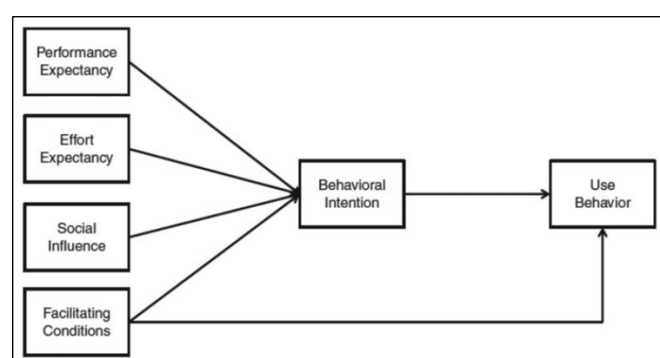 Performance
Expectancy
Effort
Expectancy
Social
Influence
Facilitating
Conditions
Behavioral
Intention
Use
Behavior